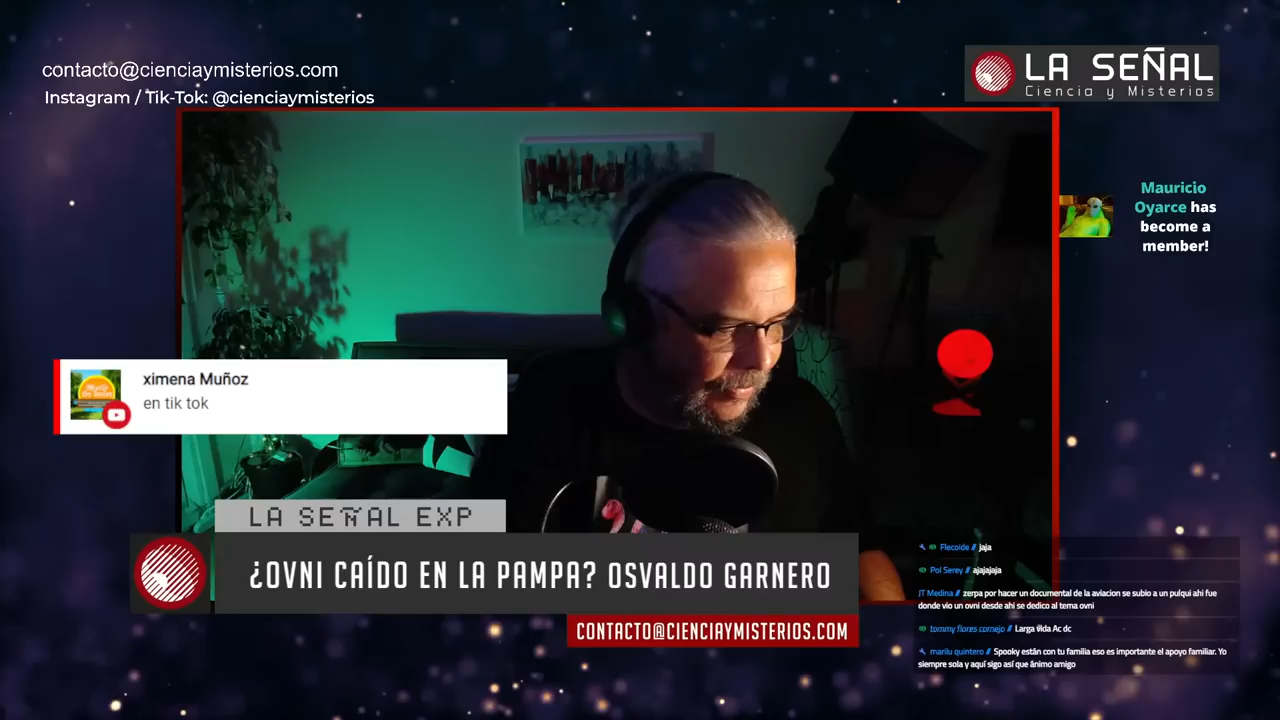 contacto@cienciaymisterios.com
Instagram / Tik-Tok: @cienciaymisterios
LA SEÑAL
Ciencia y Misterios
Mauricio
Oyarce has
become a
member!
ximena Muñoz
en tik tok
LA SEÑAL EXP
¿OVNI CAÍDO EN LA PAMPA? OSVALDO GARNERO
CONTACTO@CIENCIAYMISTERIOS.COM
Flecoide // jaja
Pol Serey // ajajajaja
JT Medina // zerpa por hacer un documental de la aviacion se subio a un pulqui ahi fue
donde vio un ovni desde ahi se dedico al tema ovni
tommy flores cornejo // Larga vida Ac dc
marilu quintero // Spooky están con tu familia eso es importante el apoyo familiar. Yo
siempre sola y aquí sigo así que ánimo amigo